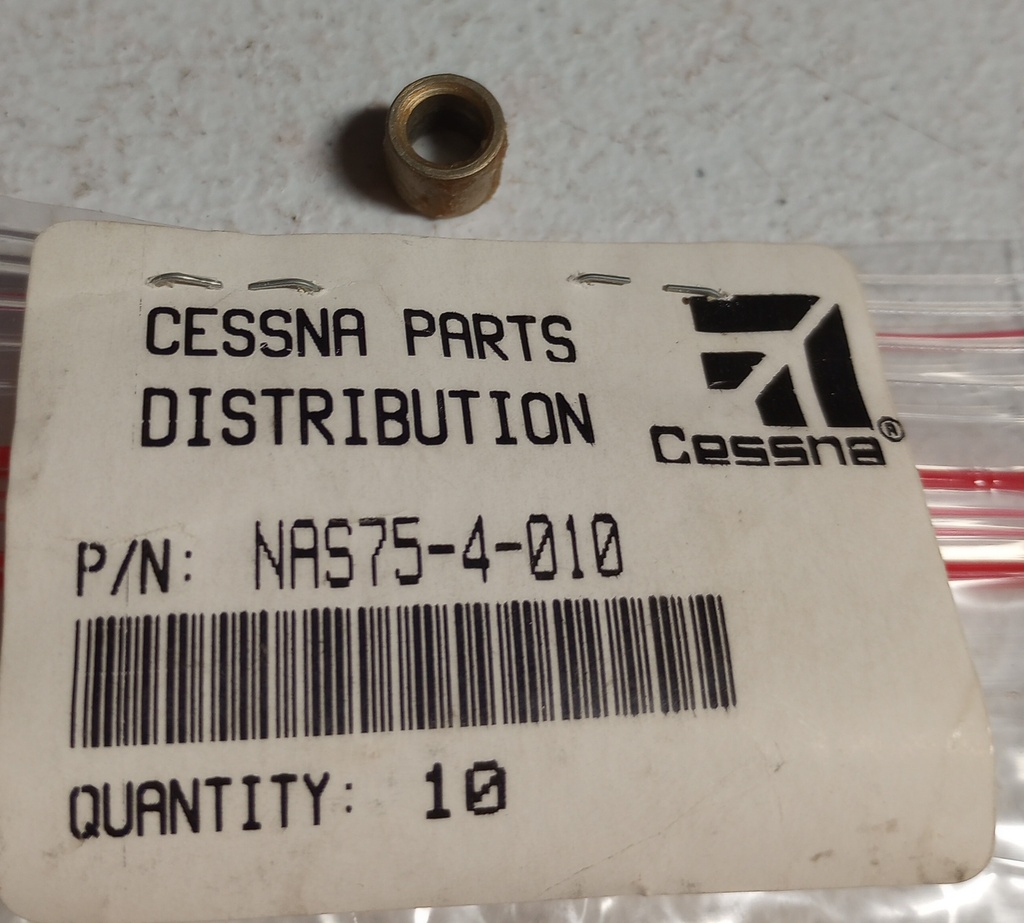 CESSNA PARTS
DISTRIBUTION
Cessna®
P/N: NAS75-4-010
QUANTITY: 10